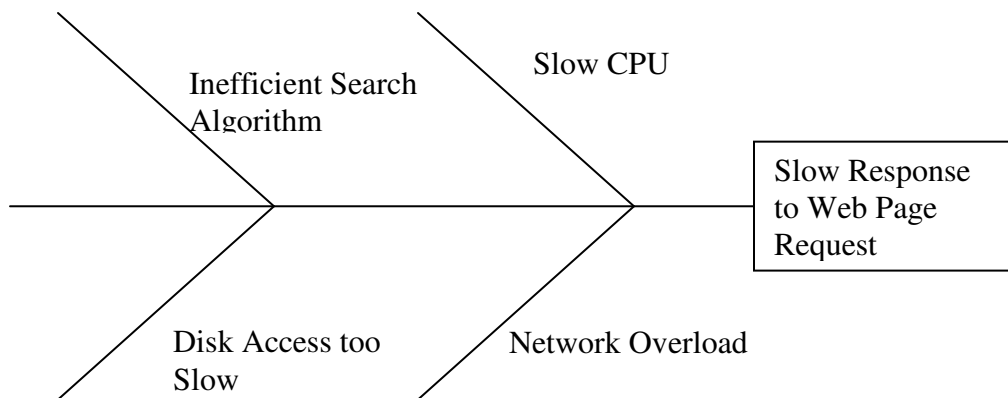 Inefficient Search
Algorithm
Slow CPU
Slow Response
to Web Page
Request
Disk Access too
Slow
Network Overload